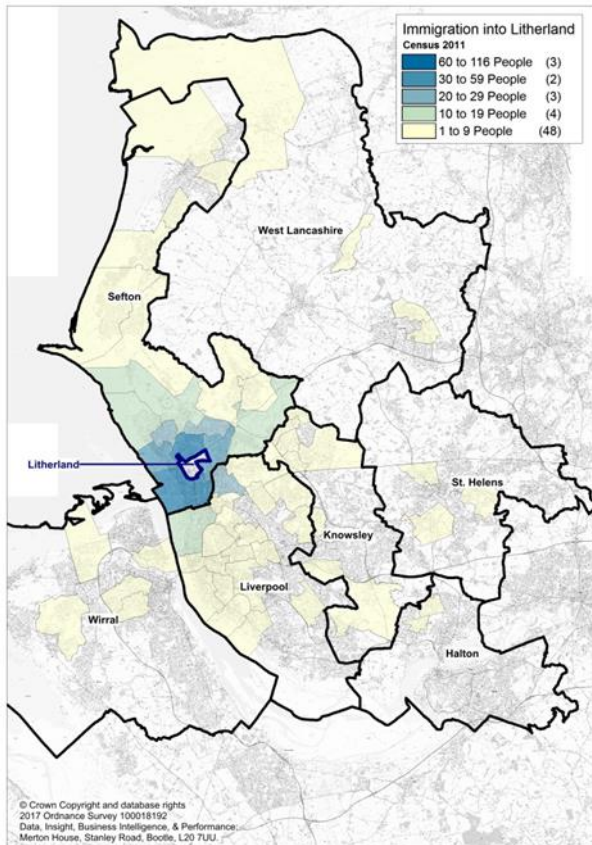 Immigration into Litherland
Census 2011
60 to 116 People (3)
30 to 59 People (2)
20 to 29 People (3)
10 to 19 People (4)
1 to 9 People (48)
West Lancashire
Sefton
Litherland
St. Helens
Knowsley
Liverpool
Wirral
Halton
© Crown Copyright and database rights
2017 Ordnance Survey 100018192
Data, Insight, Business Intelligence, & Performance,
Merton House, Stanley Road, Bootle, L20 7UU.